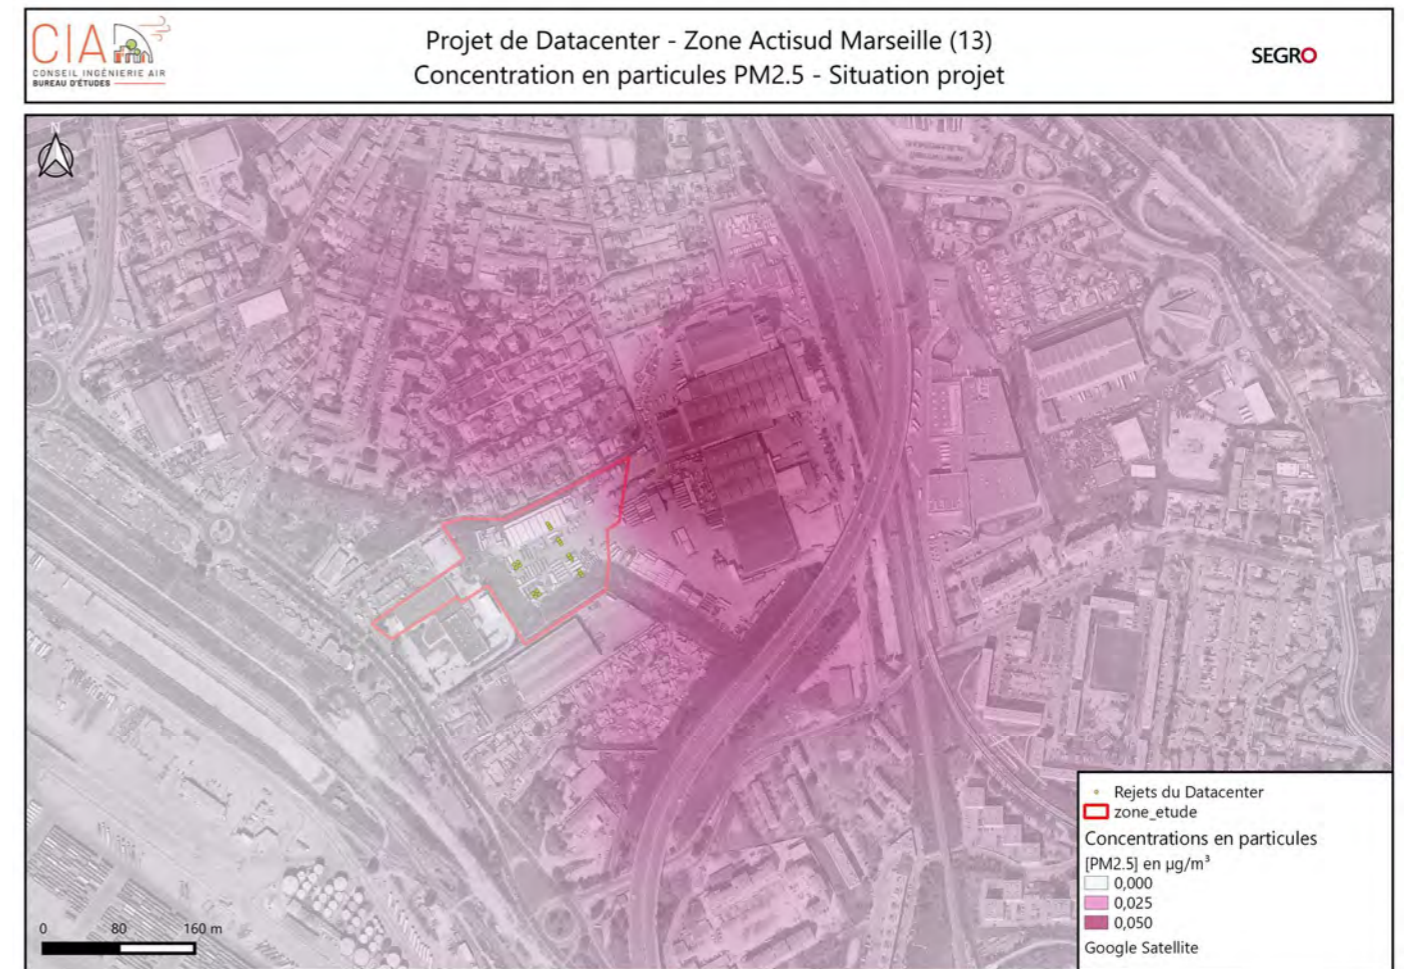 CIA
CONSEIL INGÉNIERIE AIR
BUREAU D'ÉTUDES
Projet de Datacenter - Zone Actisud Marseille (13)
Concentration en particules PM2.5 - Situation projet
SEGRO
N
Rejets du Datacenter
zone_etude
Concentrations en particules
[PM2.5] en µg/m³
0,000
0,025
0,050
Google Satellite
0 80 160 m